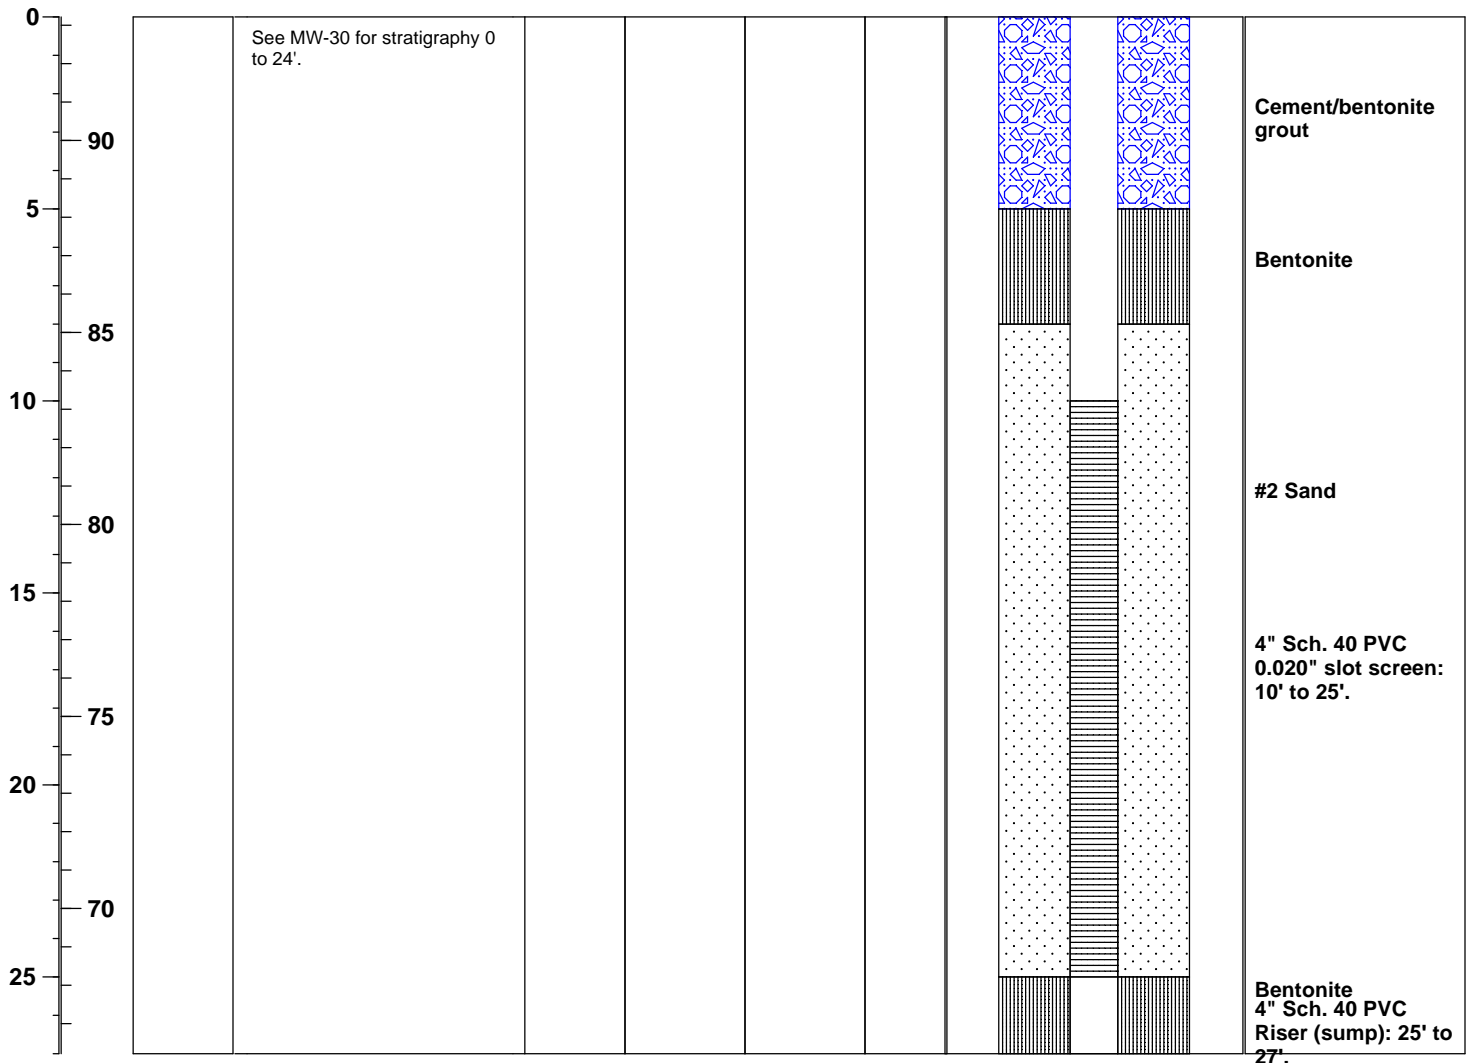 0
See MW-30 for stratigraphy 0
to 24'.
Cement/bentonite
grout
90
5
Bentonite
85
10
#2 Sand
80
15
4" Sch. 40 PVC
0.020" slot screen:
10' to 25'.
75
20
70
25
Bentonite
4" Sch. 40 PVC
Riser (sump): 25' to
27'.